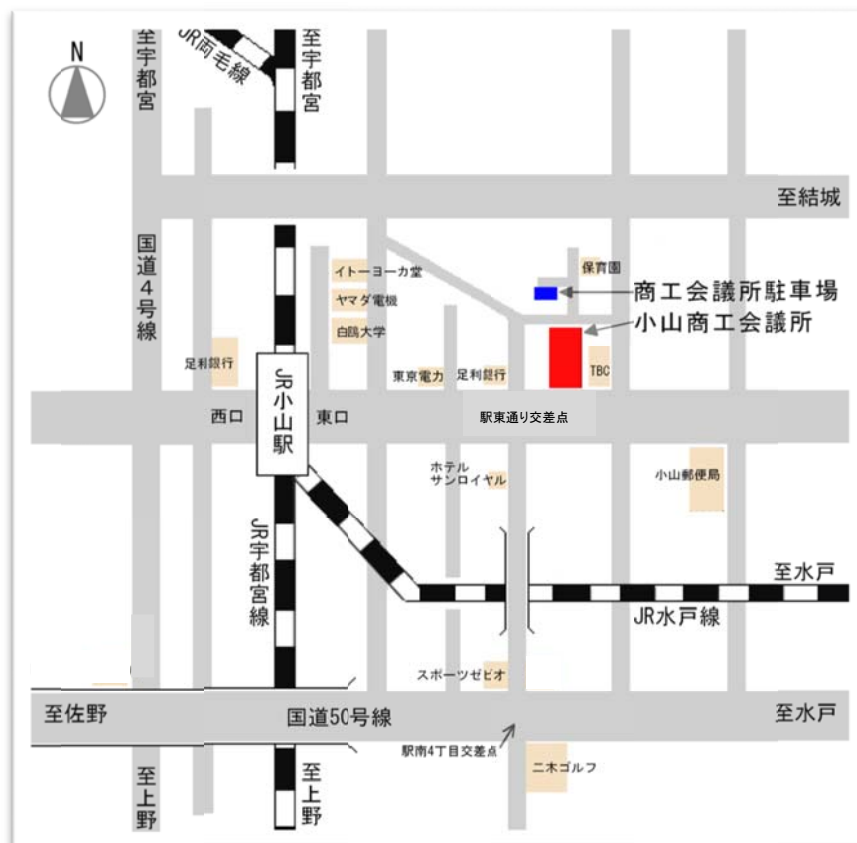 N
至宇都宮
JR両毛線
至宇都宮
至結城
国道4号線
イトーヨーカ堂
ヤマダ電機
白鴎大学
保育園
商工会議所駐車場
小山商工会議所
足利銀行
東京電力
足利銀行
TBC
西口
JR小山駅
東口
駅東通り交差点
ホテル
サンロイヤル
小山郵便局
JR宇都宮線
至水戸
JR水戸線
スポーツゼビオ
至佐野
国道50号線
至水戸
駅南4丁目交差点
二木ゴルフ
至上野
至上野